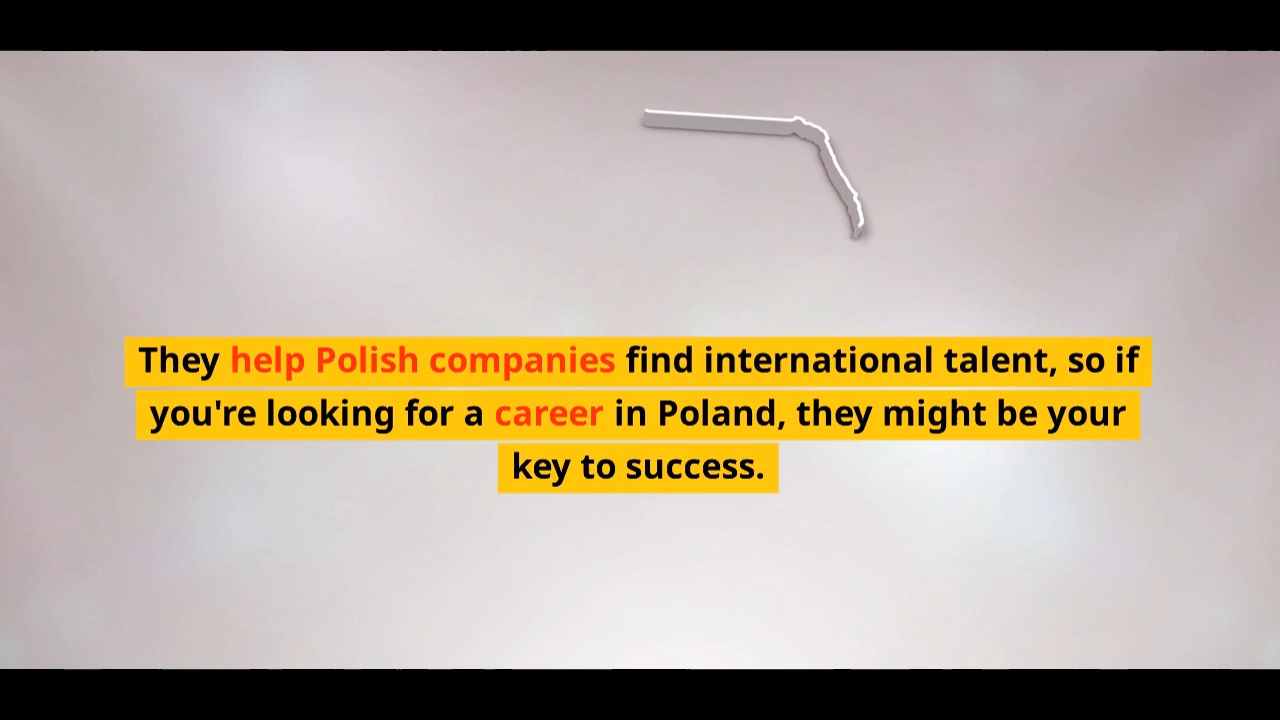 They help Polish companies find international talent, so if
you're looking for a career in Poland, they might be your
key to success.